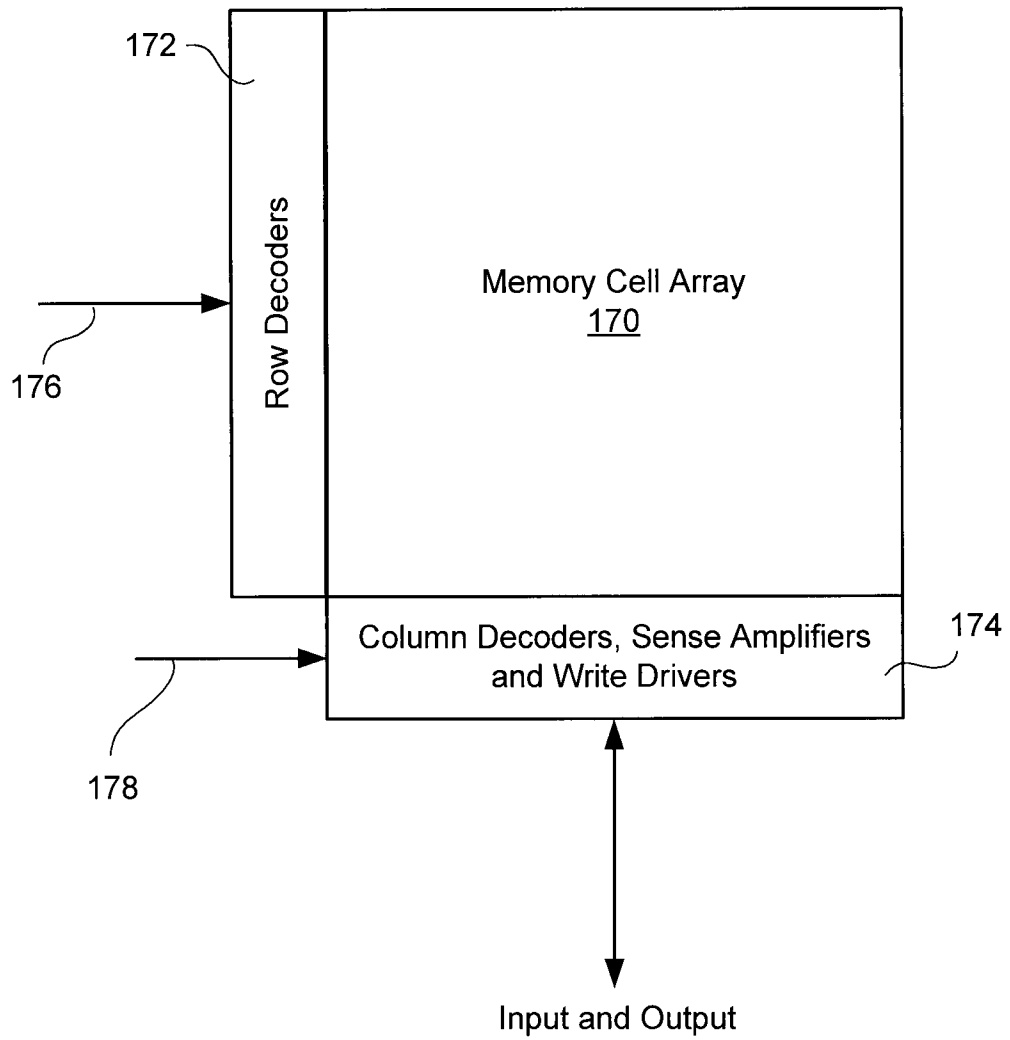 172
Row Decoders
Memory Cell Array
170
176
Column Decoders, Sense Amplifiers
and Write Drivers
174
178
Input and Output